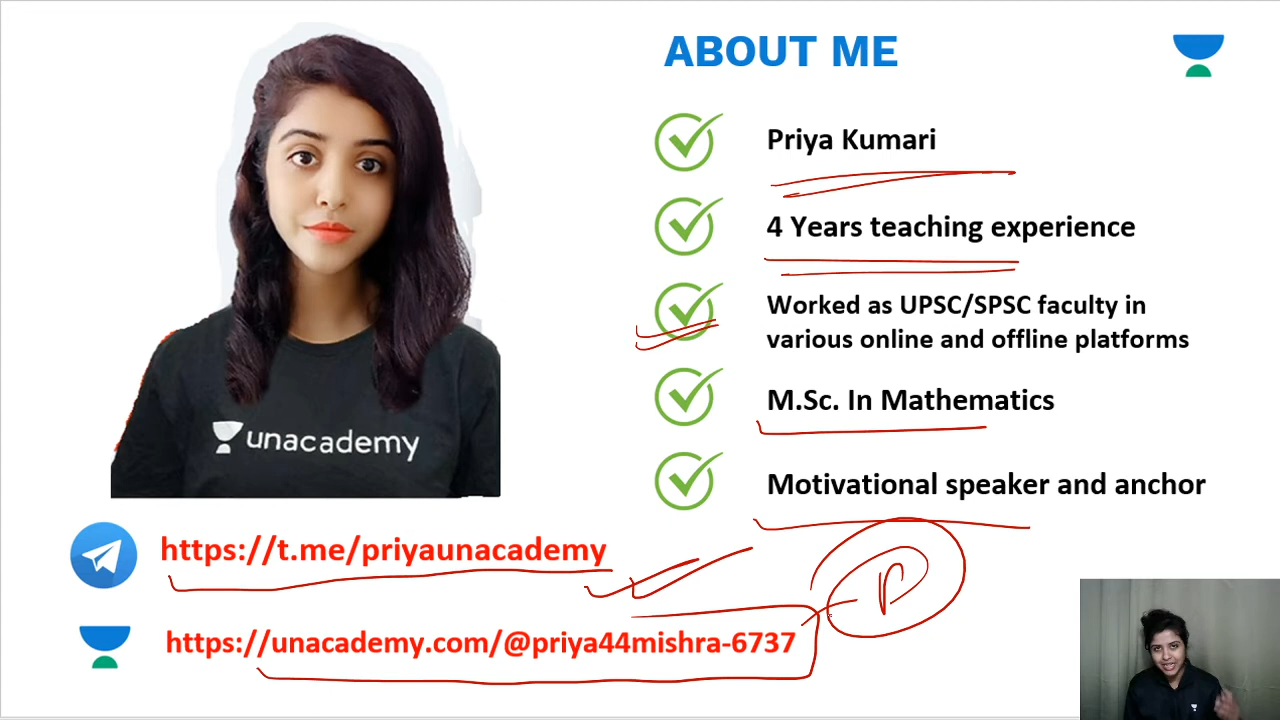 ABOUT ME
Priya Kumari
4 Years teaching experience
Worked as UPSC/SPSC faculty in
various online and offline platforms
M.Sc. In Mathematics
Motivational speaker and anchor
unacademy
https://t.me/priyaunacademy
https://unacademy.com/@priya44mishra-6737
P